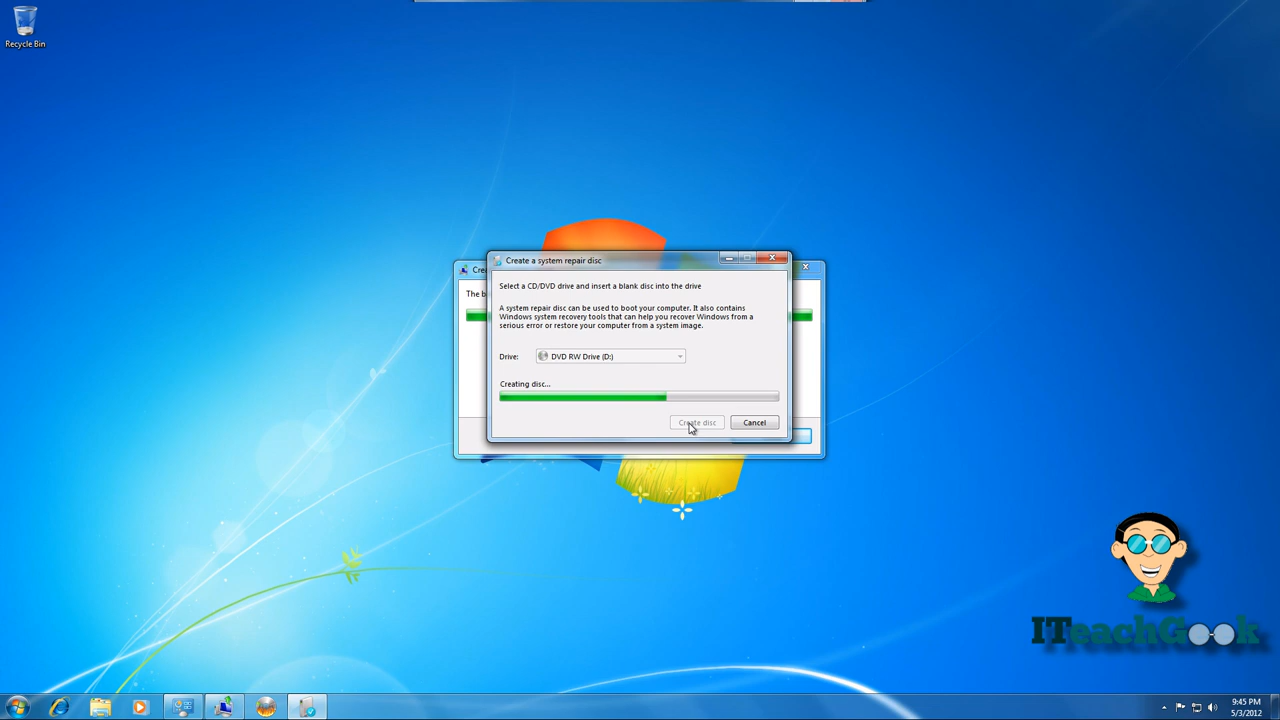 Recycle Bin
Create a system repair disc
Select a CD/DVD drive and insert a blank disc into the drive
The b
A system repair disc can be used to boot your computer. It also contains
Windows system recovery tools that can help you recover Windows from a
serious error or restore your computer from a system image.
Drive: DVD RW Drive (D:)
Creating disc...
Create disc Cancel
ITeachGook
9:45 PM
5/3/2012